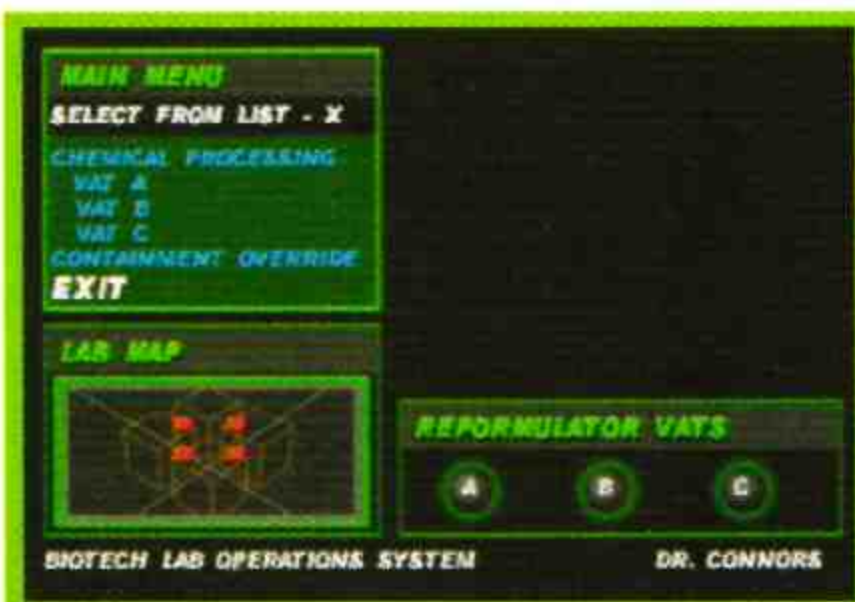 MAIN MENU
SELECT FROM LIST - X
CHEMICAL PROCESSING
VAT A
VAT B
VAT C
CONTAINMENT OVERRIDE
EXIT
LAB MAP
REFORMULATOR VATS
A B C
BIOTECH LAB OPERATIONS SYSTEM DR. CONNORS